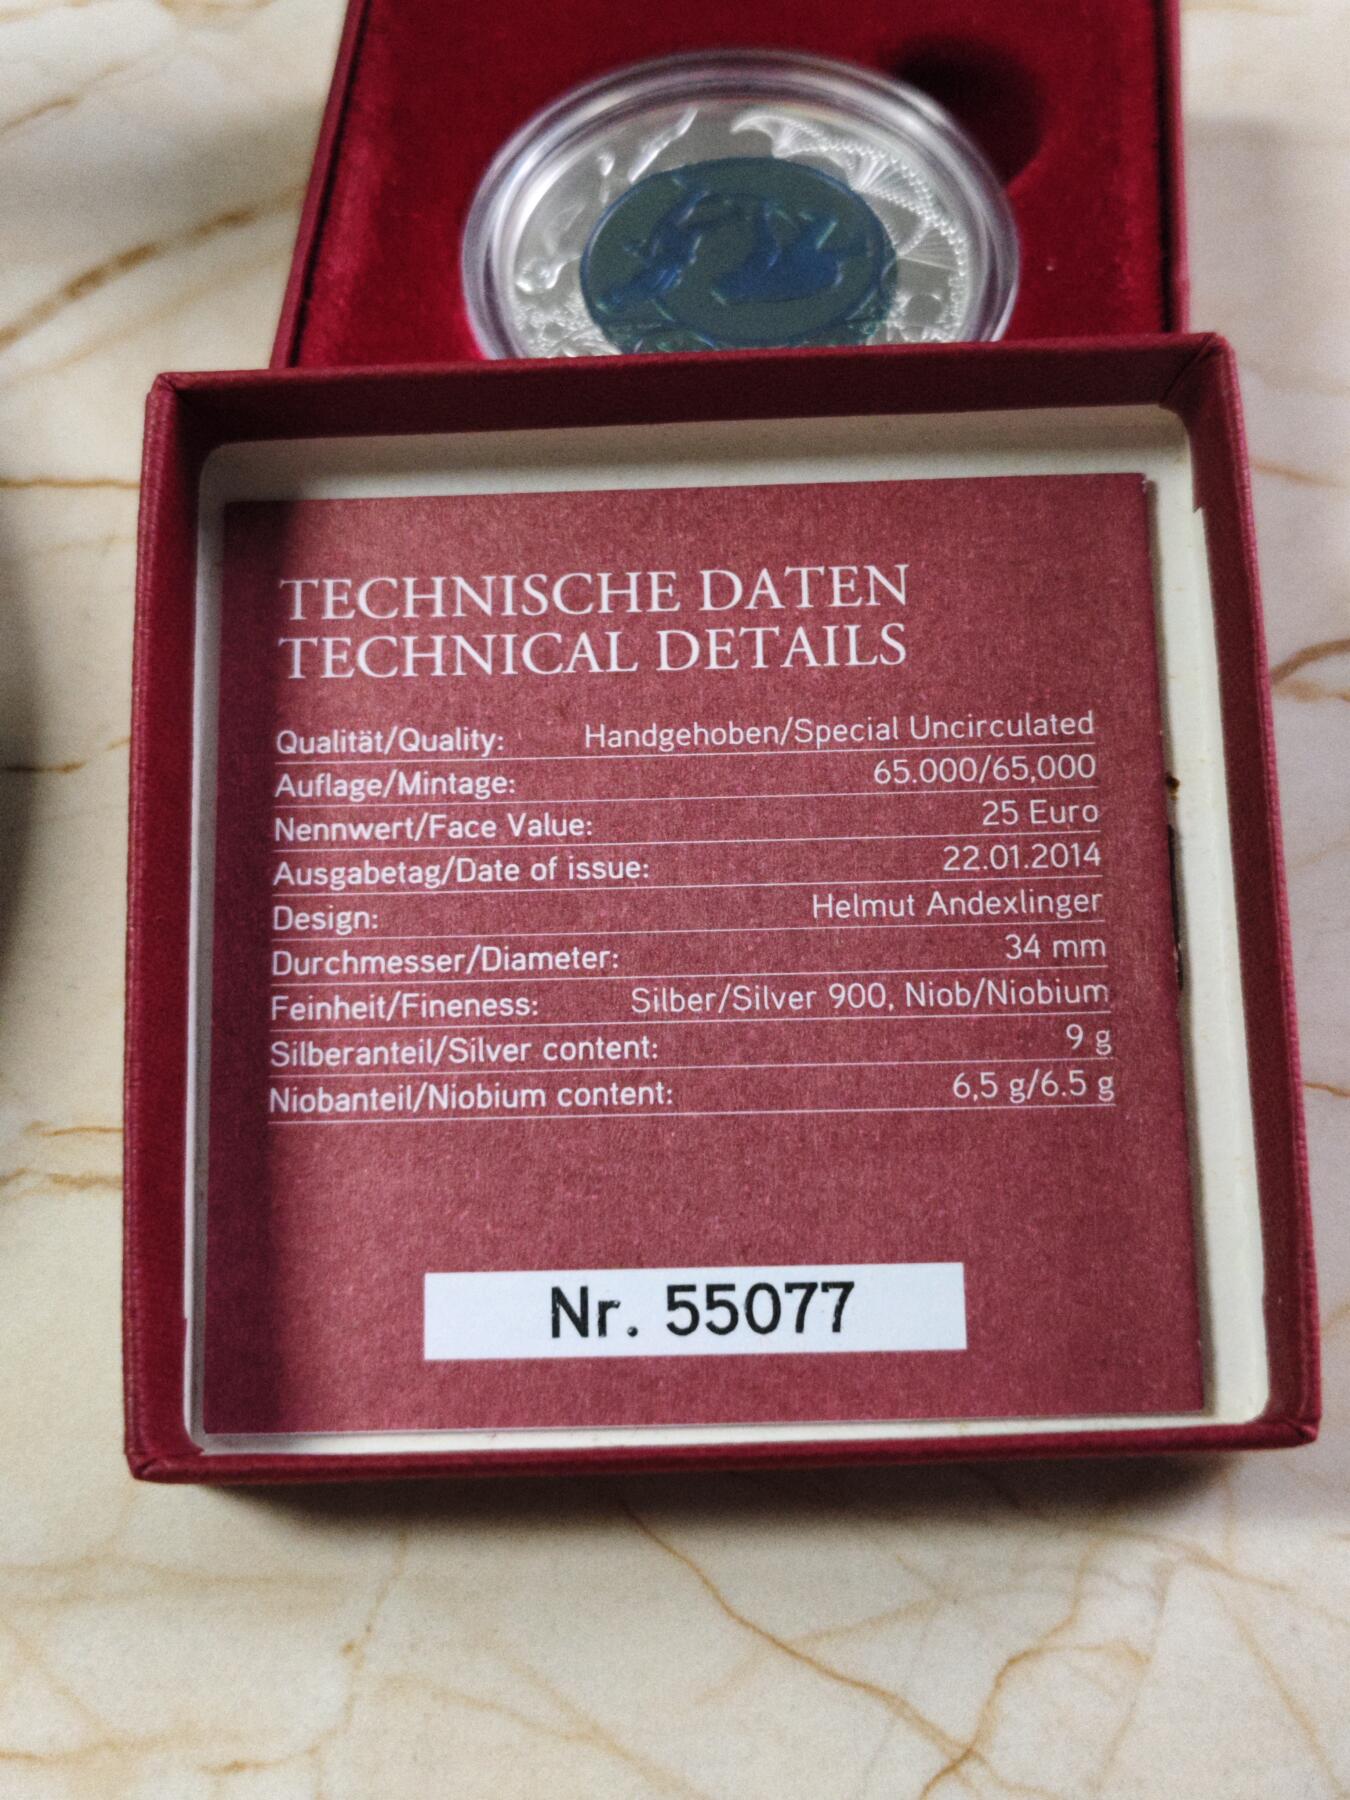 TECHNISCHE DATEN
TECHNICAL DETAILS
Qualität/Quality: Handgehoben/Special Uncirculated
Auflage/Mintage: 65.000/65,000
Nennwert/Face Value: 25 Euro
Ausgabetag/Date of issue: 22.01.2014
Design: Helmut Andexlinger
Durchmesser/Diameter: 34 mm
Feinheit/Fineness: Silber/Silver 900, Niob/Niobium
Silberanteil/Silver content: 9 g
Niobanteil/Niobium content: 6,5 g/6.5 g
Nr. 55077